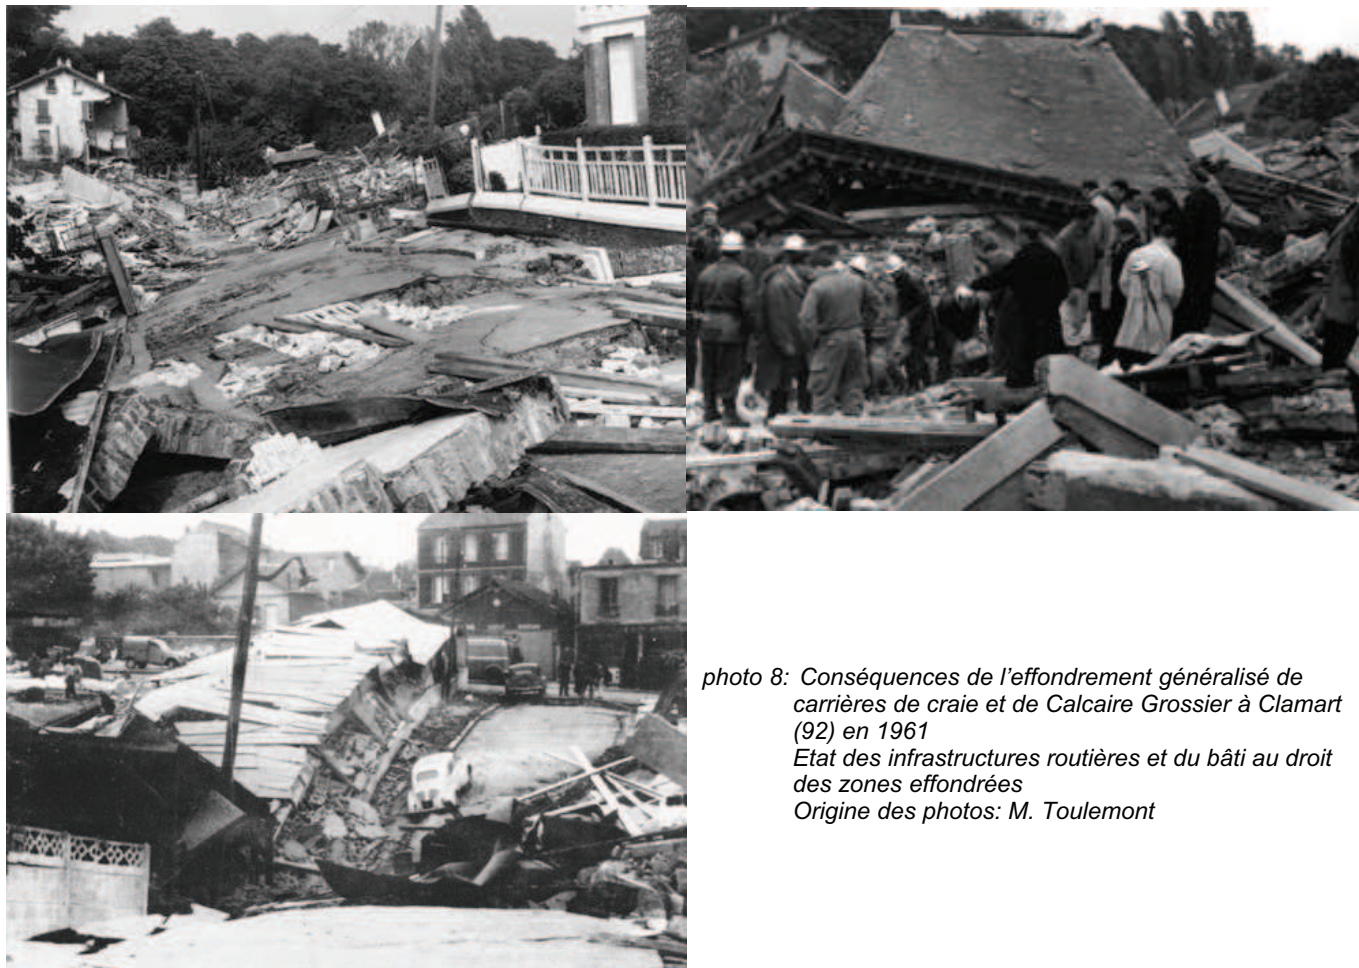 photo 8: Conséquences de l'effondrement généralisé de
carrières de craie et de Calcaire Grossier à Clamart
(92) en 1961
Etat des infrastructures routières et du bâti au droit
des zones effondrées
Origine des photos: M. Toulemont